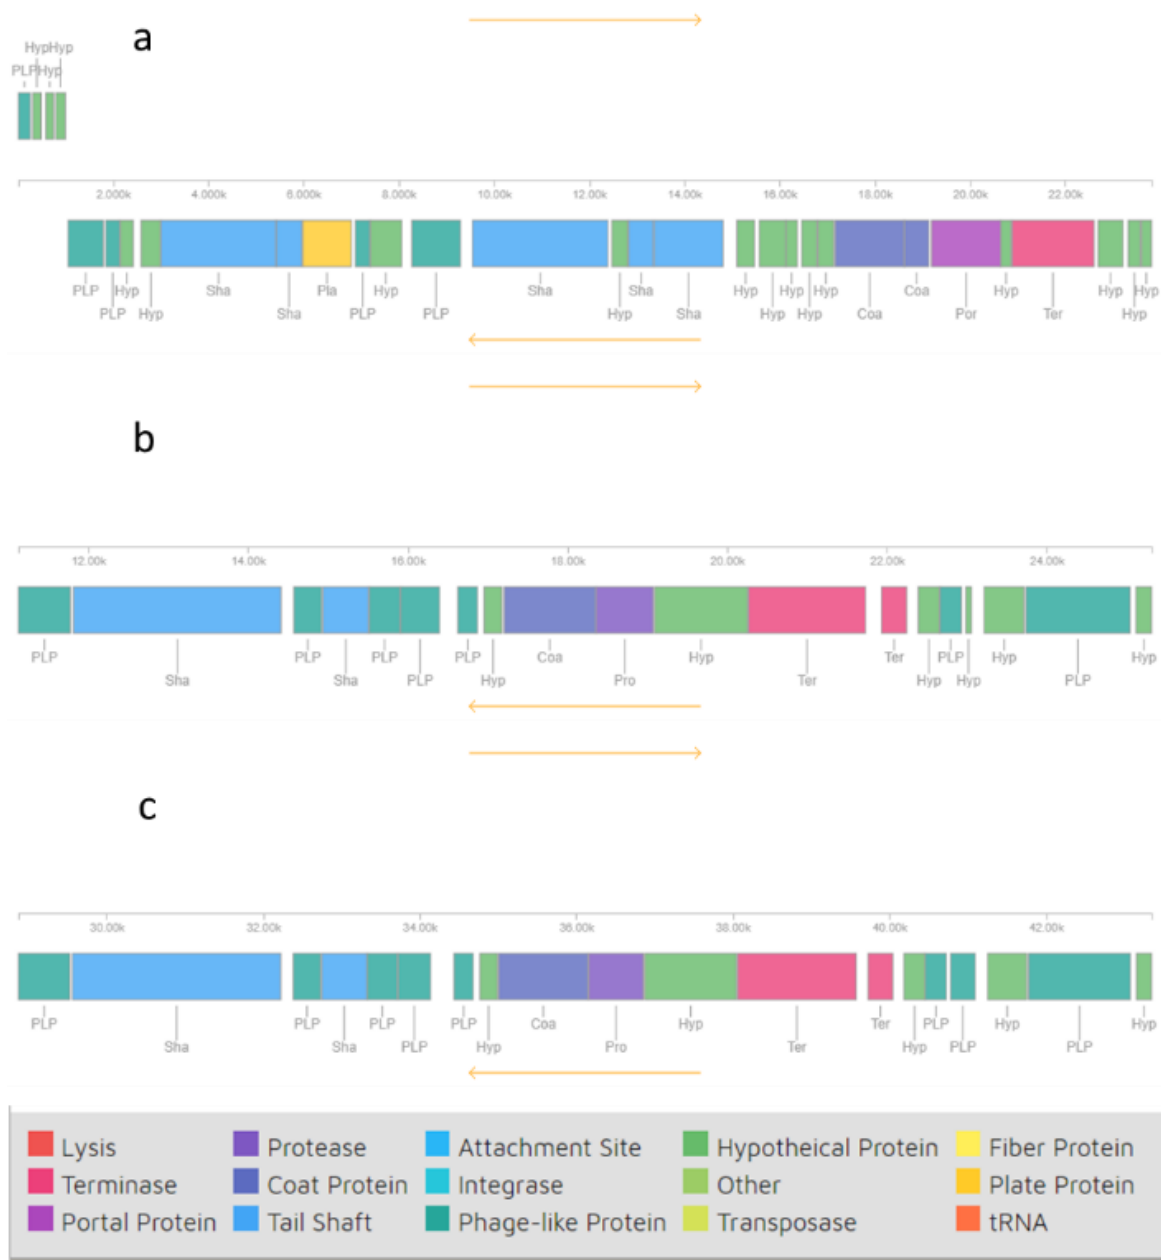 a
Hyp Hyp
PLP Hyp
2.000k 4.000k 6.000k 8.000k 10.00k 12.00k 14.00k 16.00k 18.00k 20.00k 22.00k
PLP Hyp Sha Pla Hyp Sha Sha Hyp Hyp Hyp Coa Hyp Ter Hyp Hyp
PLP Hyp Sha PLP PLP Hyp Sha Hyp Hyp Coa Por Hyp
b
12.00k 14.00k 16.00k 18.00k 20.00k 22.00k 24.00k
PLP PLP PLP PLP Coa Hyp Ter PLP Hyp Hyp
Sha Sha PLP Hyp Pro Ter Hyp Hyp PLP
c
30.00k 32.00k 34.00k 36.00k 38.00k 40.00k 42.00k
PLP PLP PLP PLP Coa Hyp Ter PLP Hyp Hyp
Sha Sha PLP Hyp Pro Ter Hyp PLP PLP
Lysis Protease Attachment Site Hypotheical Protein Fiber Protein
Terminase Coat Protein Integrase Other Plate Protein
Portal Protein Tail Shaft Phage-like Protein Transposase tRNA